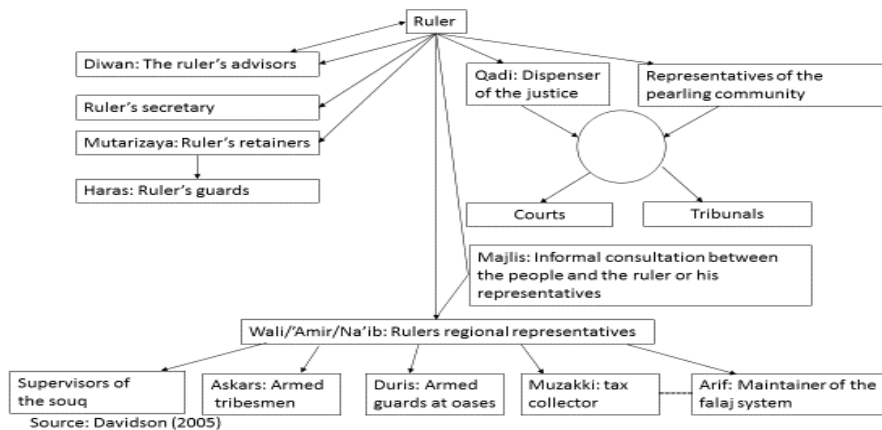 Ruler
Diwan: The ruler's advisors
Qadi: Dispenser
of the justice
Representatives of the
pearling community
Ruler's secretary
Mutarizaya: Ruler's retainers
Haras: Ruler's guards
Courts
Tribunals
Majlis: Informal consultation between
the people and the ruler or his
representatives
Wali/'Amir/Na'ib: Rulers regional representatives
Supervisors of
the souq
Askars: Armed
tribesmen
Duris: Armed
guards at oases
Muzakki: tax
collector
Arif: Maintainer of the
falaj system
Source: Davidson (2005)